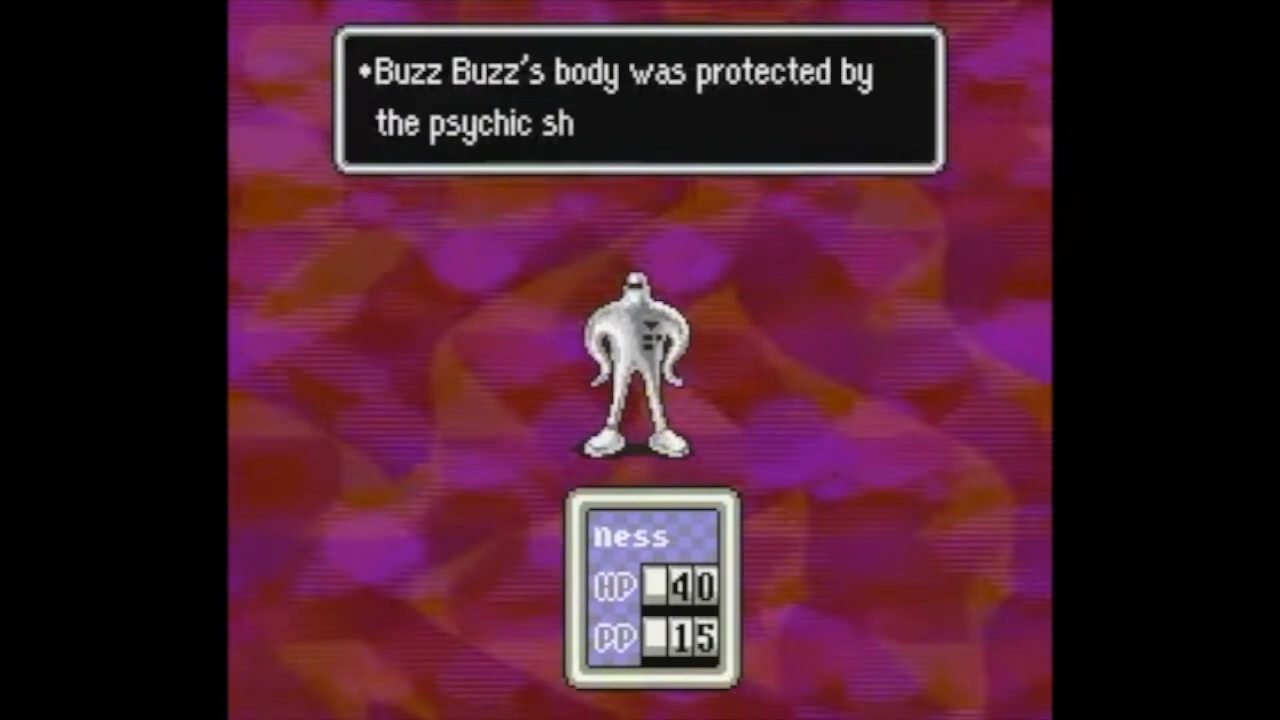 •Buzz Buzz's body was protected by
the psychic sh
Ness
HP 40
PP 15